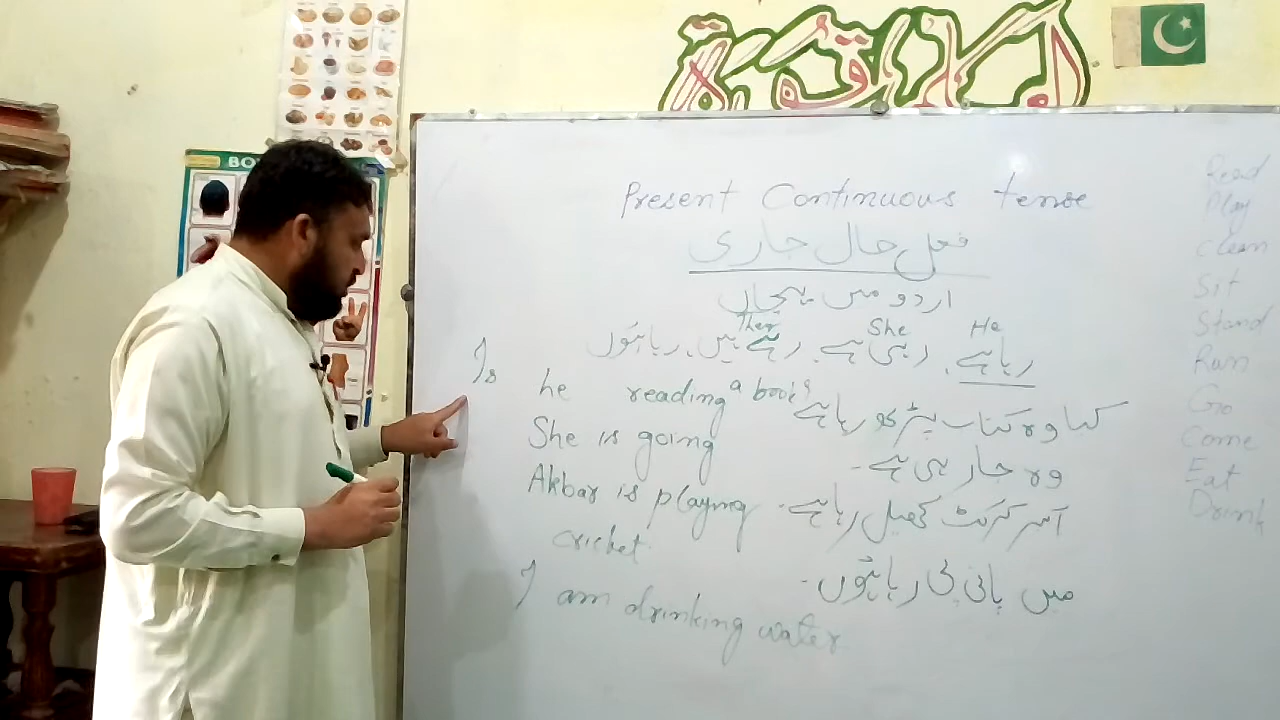 BO
Present Continuous tense
فعل حال جاری
اردو میں پہچان
He
She
They
رہا ہے. رہی ہے. رہے ہیں. رہا ہوں
Is he reading a book?
کیا وہ کتاب پڑھ رہا ہے
She is going
وہ جا رہی ہے.
Akbar is playing cricket.
اکبر کرکٹ کھیل رہا ہے.
I am drinking water
میں پانی پی رہا ہوں.
Read
Play
Clean
Sit
Stand
Run
Go
Come
Eat
Drink